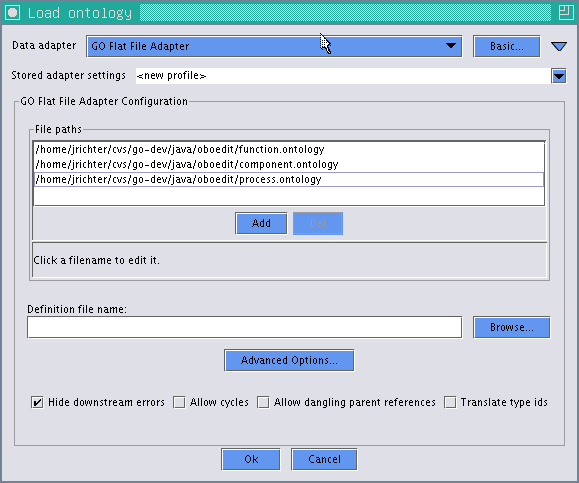 Load ontology
Data adapter GO Flat File Adapter Basic...
Stored adapter settings <new profile>
GO Flat File Adapter Configuration
File paths
/home/jrichter/cvs/go-dev/java/oboedit/function.ontology
/home/jrichter/cvs/go-dev/java/oboedit/component.ontology
/home/jrichter/cvs/go-dev/java/oboedit/process.ontology
Add Del
Click a filename to edit it.
Definition file name:
Browse...
Advanced Options...
Hide downstream errors Allow cycles Allow dangling parent references Translate type ids
Ok Cancel